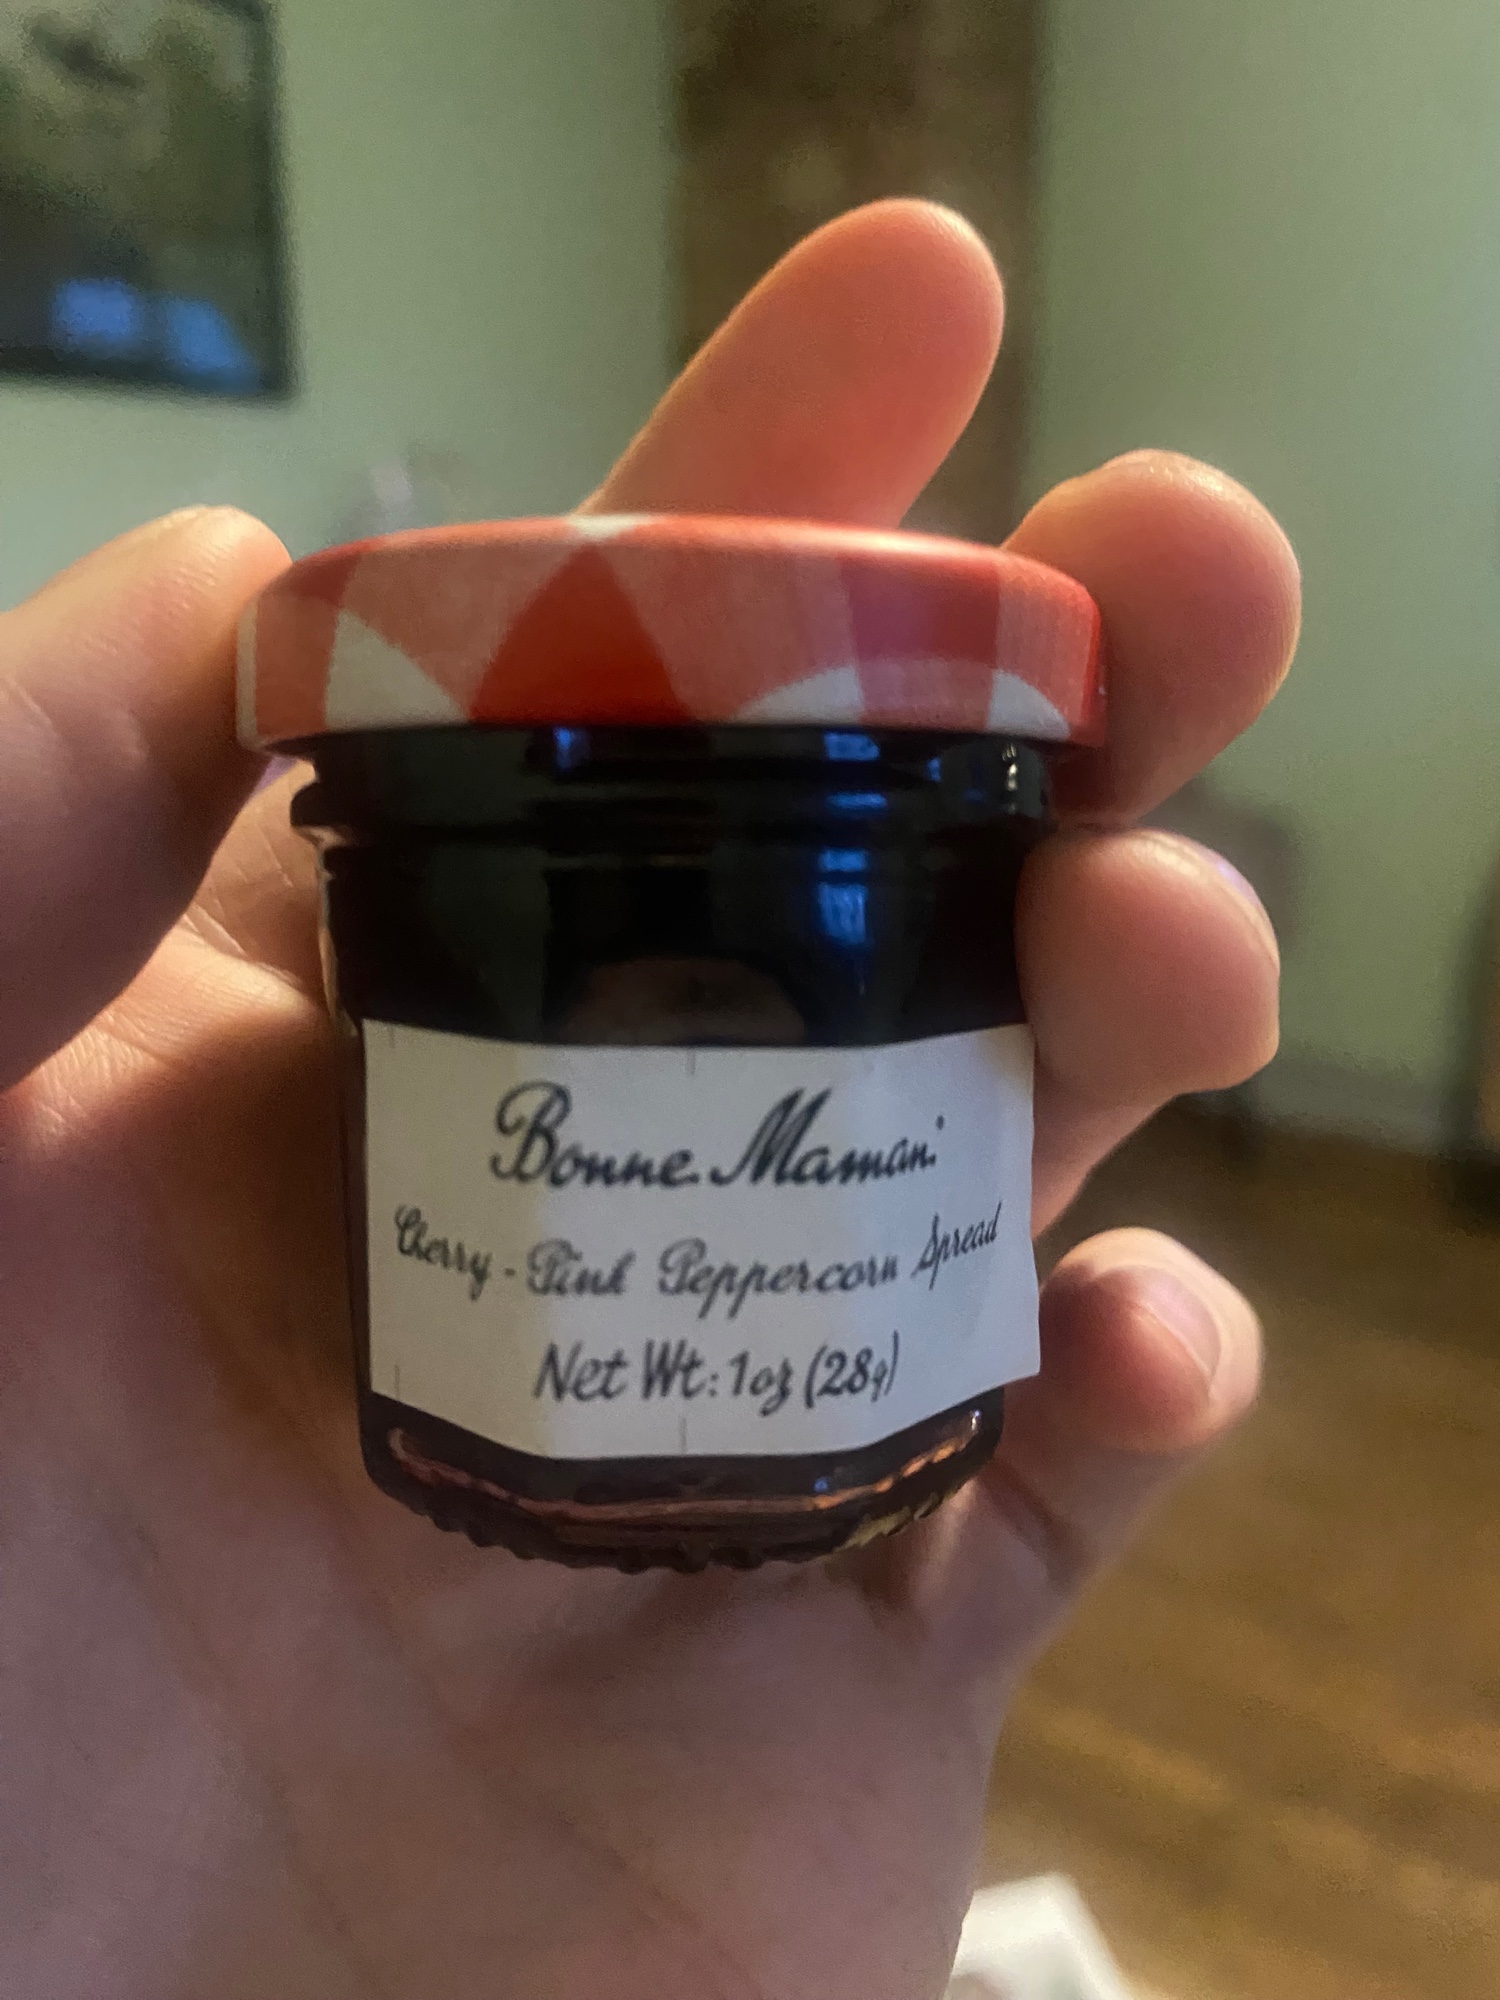 Bonne Maman
Cherry - Pink Peppercorn Spread
Net Wt: 1oz (28g)